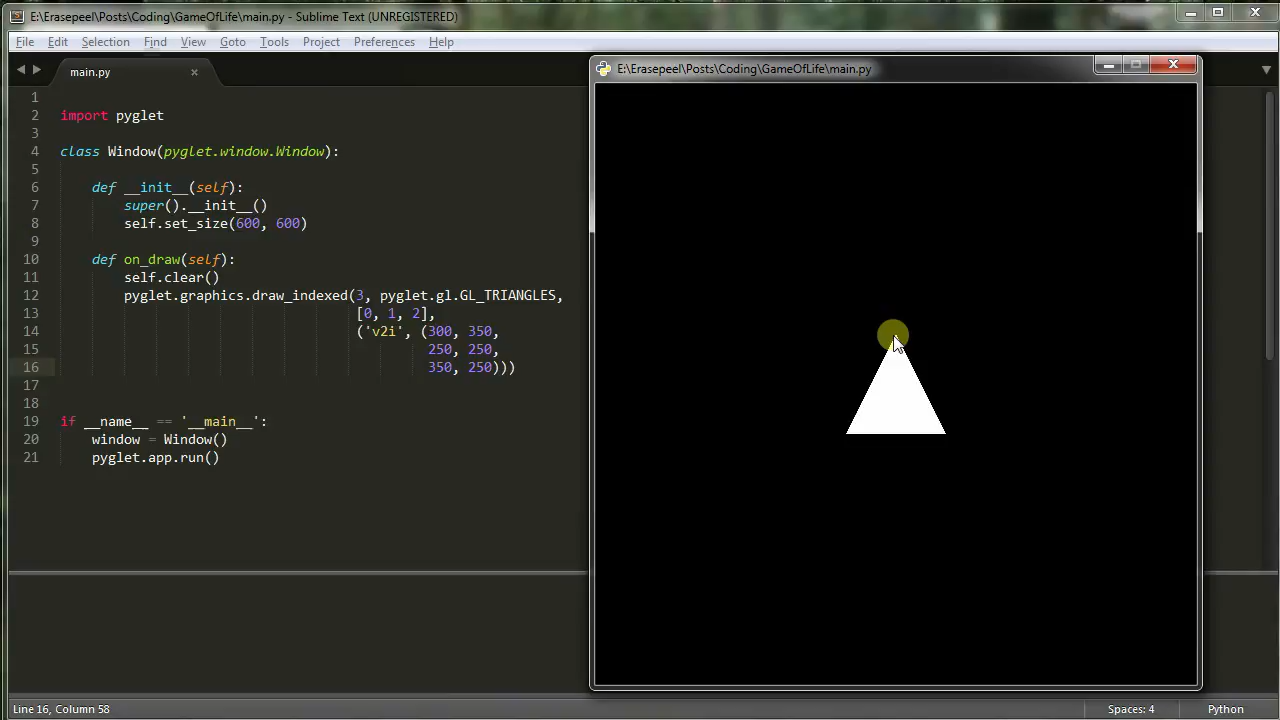 E:\Erasepeel\Posts\Coding\GameOfLife\main.py - Sublime Text (UNREGISTERED)
File Edit Selection Find View Goto Tools Project Preferences Help
main.py
1
2 import pyglet
3
4 class Window(pyglet.window.Window):
5
6 def __init__(self):
7 super().__init__()
8 self.set_size(600, 600)
9
10 def on_draw(self):
11 self.clear()
12 pyglet.graphics.draw_indexed(3, pyglet.gl.GL_TRIANGLES,
13 [0, 1, 2],
14 ('v2i', (300, 350,
15 250, 250,
16 350, 250)))
17
18
19 if __name__ == '__main__':
20 window = Window()
21 pyglet.app.run()
E:\Erasepeel\Posts\Coding\GameOfLife\main.py
Line 16, Column 58
Spaces: 4
Python